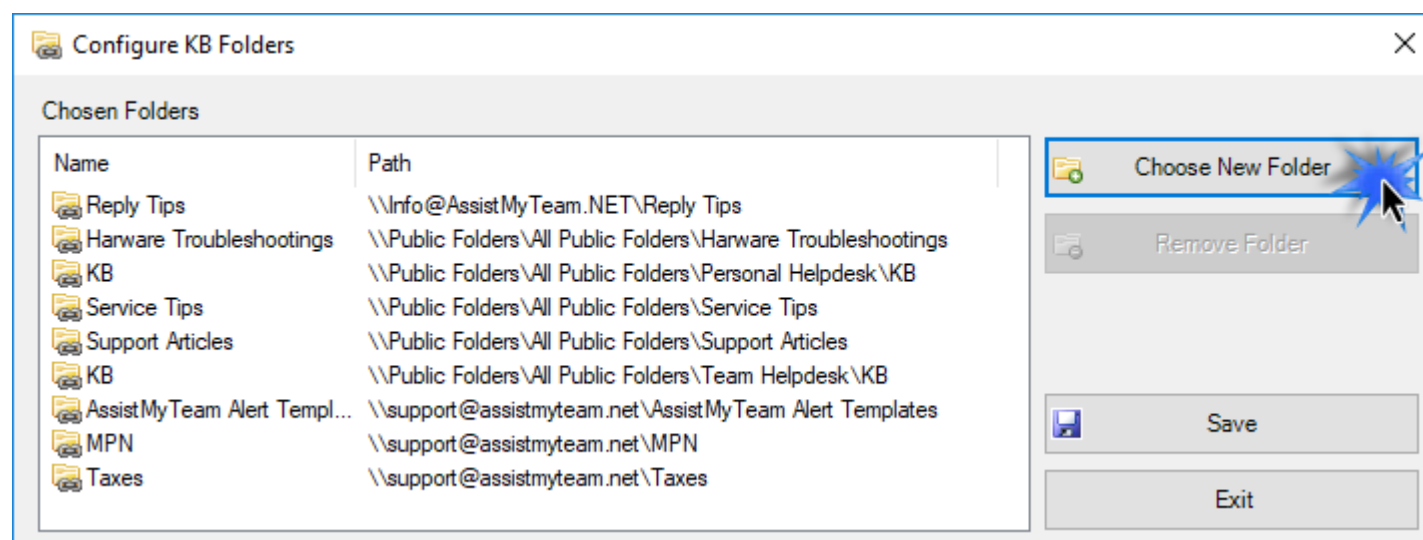 Configure KB Folders
Chosen Folders
Name Path
Reply Tips \\Info@AssistMyTeam.NET\Reply Tips
Harware Troubleshootings \\Public Folders\All Public Folders\Harware Troubleshootings
KB \\Public Folders\All Public Folders\Personal Helpdesk\KB
Service Tips \\Public Folders\All Public Folders\Service Tips
Support Articles \\Public Folders\All Public Folders\Support Articles
KB \\Public Folders\All Public Folders\Team Helpdesk\KB
AssistMyTeam Alert Templ... \\support@assistmyteam.net\AssistMyTeam Alert Templates
MPN \\support@assistmyteam.net\MPN
Taxes \\support@assistmyteam.net\Taxes
Choose New Folder
Remove Folder
Save
Exit